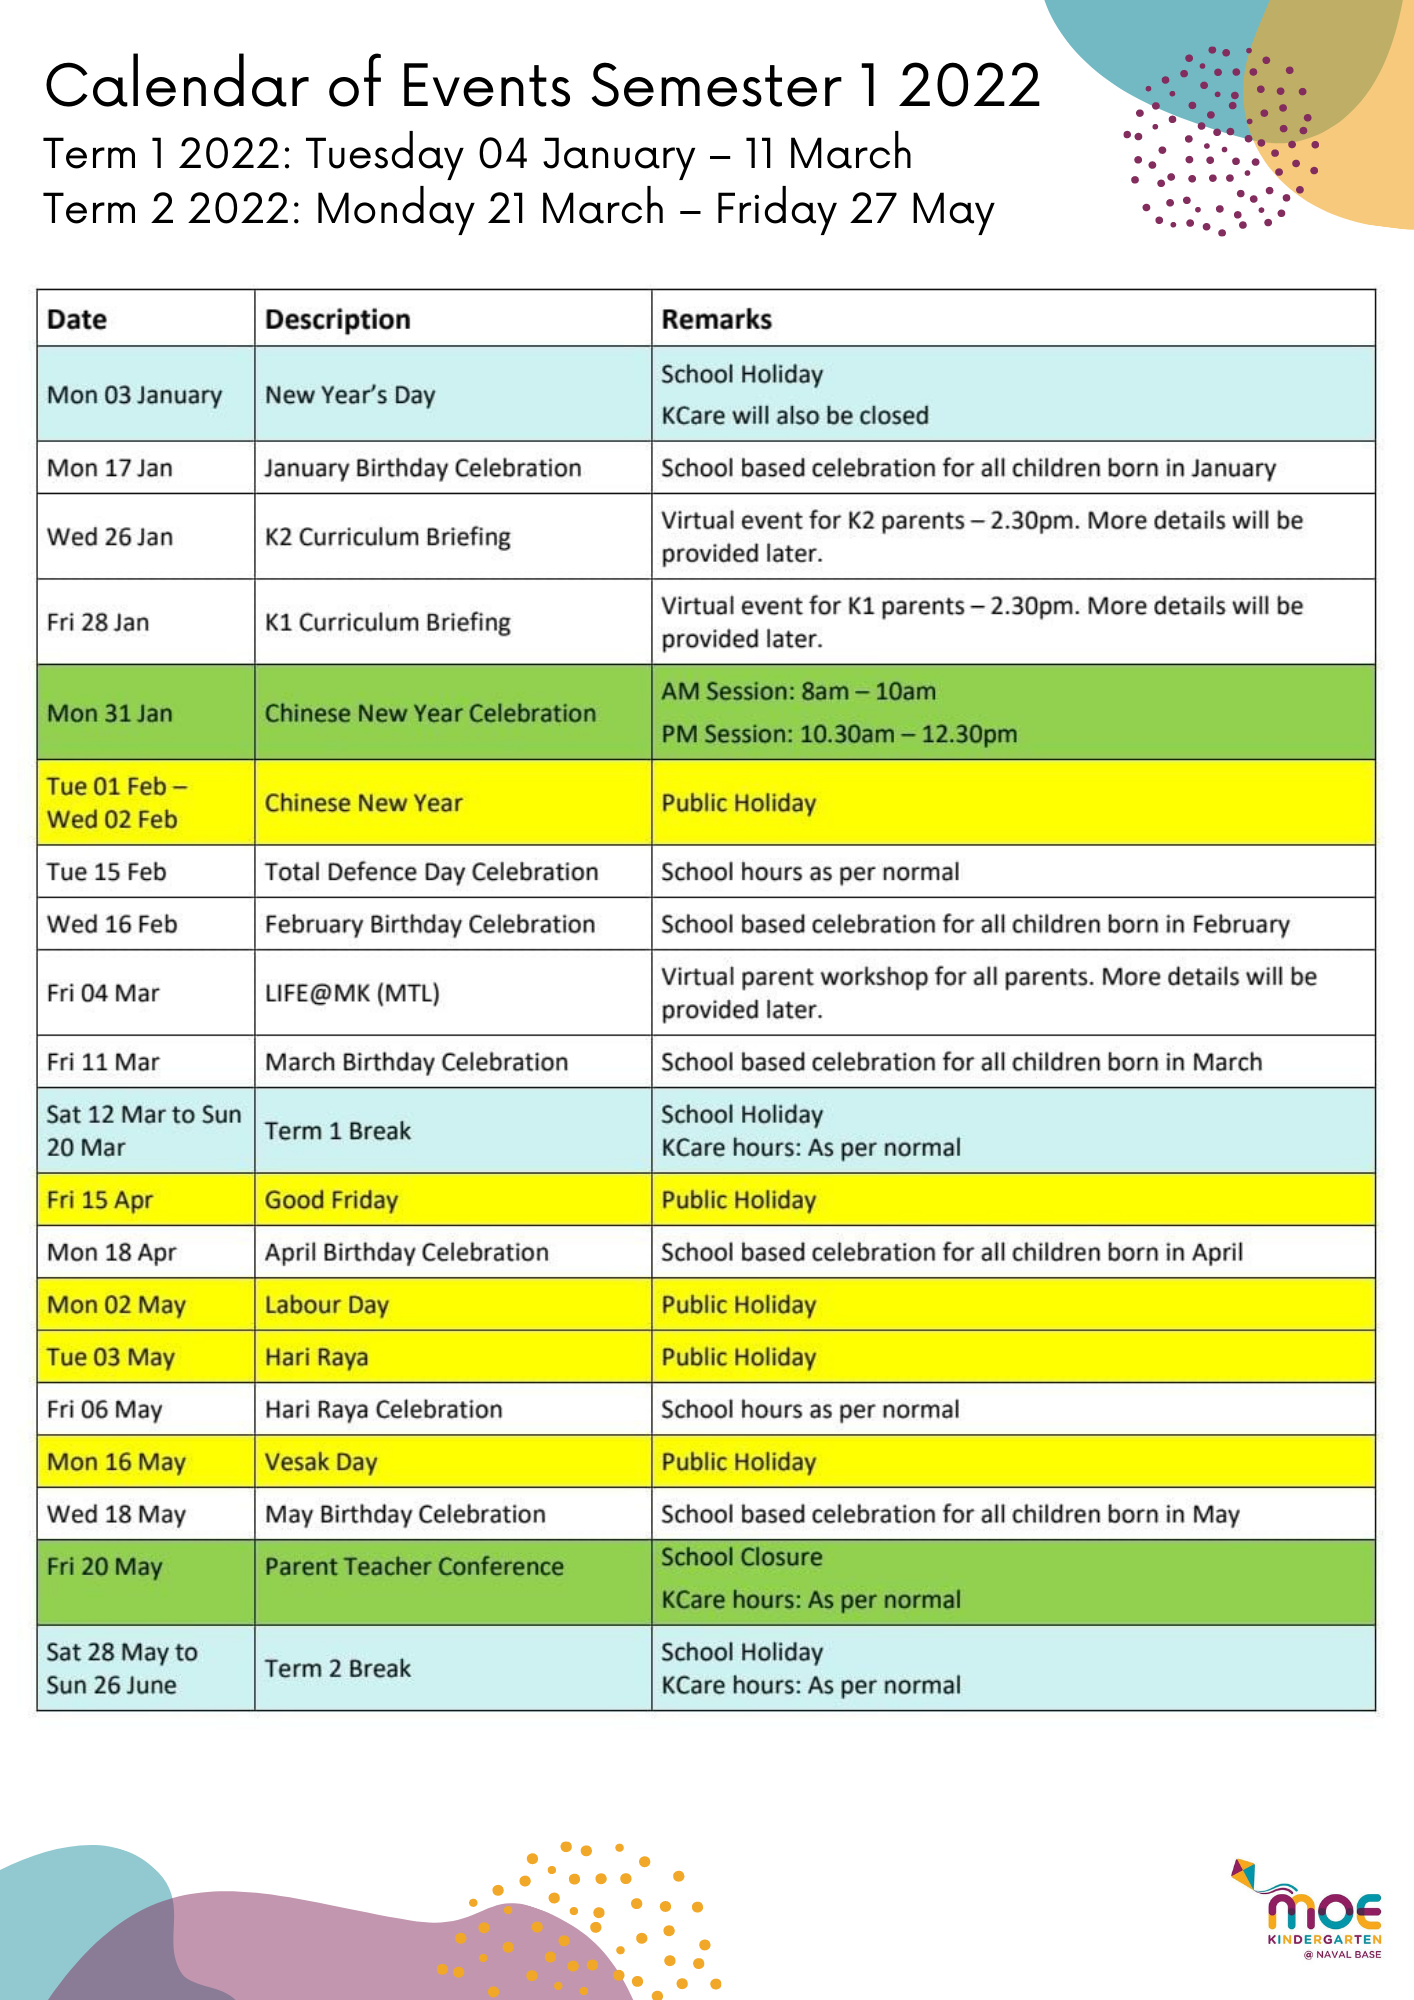 Calendar of Events Semester 1 2022
Term 1 2022: Tuesday 04 January – 11 March
Term 2 2022: Monday 21 March – Friday 27 May
Date Description Remarks
Mon 03 January New Year’s Day School Holiday
KCare will also be closed
Mon 17 Jan January Birthday Celebration School based celebration for all children born in January
Wed 26 Jan K2 Curriculum Briefing Virtual event for K2 parents – 2.30pm. More details will be
provided later.
Fri 28 Jan K1 Curriculum Briefing Virtual event for K1 parents – 2.30pm. More details will be
provided later.
Mon 31 Jan Chinese New Year Celebration AM Session: 8am – 10am
PM Session: 10.30am – 12.30pm
Tue 01 Feb –
Wed 02 Feb Chinese New Year Public Holiday
Tue 15 Feb Total Defence Day Celebration School hours as per normal
Wed 16 Feb February Birthday Celebration School based celebration for all children born in February
Fri 04 Mar LIFE@MK (MTL) Virtual parent workshop for all parents. More details will be
provided later.
Fri 11 Mar March Birthday Celebration School based celebration for all children born in March
Sat 12 Mar to Sun
20 Mar Term 1 Break School Holiday
KCare hours: As per normal
Fri 15 Apr Good Friday Public Holiday
Mon 18 Apr April Birthday Celebration School based celebration for all children born in April
Mon 02 May Labour Day Public Holiday
Tue 03 May Hari Raya Public Holiday
Fri 06 May Hari Raya Celebration School hours as per normal
Mon 16 May Vesak Day Public Holiday
Wed 18 May May Birthday Celebration School based celebration for all children born in May
Fri 20 May Parent Teacher Conference School Closure
KCare hours: As per normal
Sat 28 May to
Sun 26 June Term 2 Break School Holiday
KCare hours: As per normal
MOE
KINDERGARTEN
@ NAVAL BASE